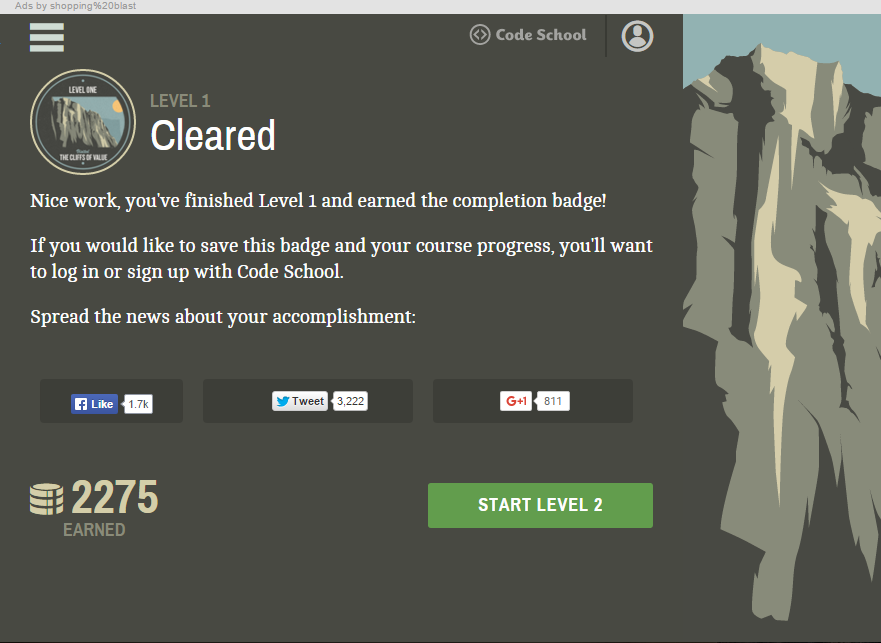 Ads by shopping%20blast
Code School
LEVEL ONE
THE CLIFFS OF VALUE
LEVEL 1
Cleared
Nice work, you've finished Level 1 and earned the completion badge!
If you would like to save this badge and your course progress, you'll want
to log in or sign up with Code School.
Spread the news about your accomplishment:
Like 1.7k
Tweet 3,222
G+1 811
2275
EARNED
START LEVEL 2